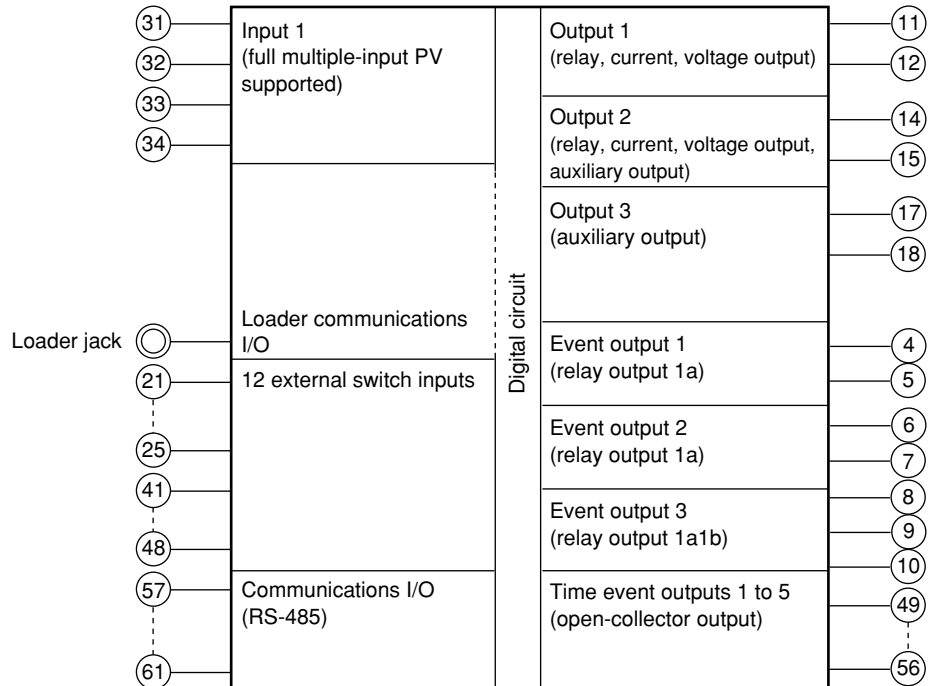 31
32
33
34
Input 1
(full multiple-input PV
supported)
Loader jack
Loader communications
I/O
21
25
41
48
12 external switch inputs
57
61
Communications I/O
(RS-485)
Digital circuit
Output 1
(relay, current, voltage output)
11
12
Output 2
(relay, current, voltage output,
auxiliary output)
14
15
Output 3
(auxiliary output)
17
18
Event output 1
(relay output 1a)
4
5
Event output 2
(relay output 1a)
6
7
Event output 3
(relay output 1a1b)
8
9
10
Time event outputs 1 to 5
(open-collector output)
49
56